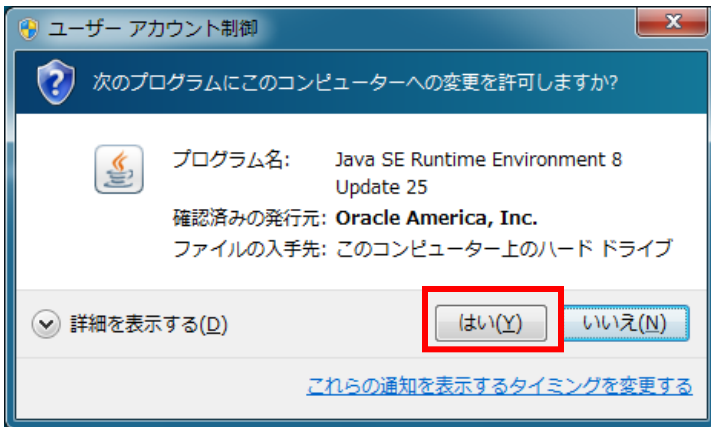 ユーザー アカウント制御
次のプログラムにこのコンピューターへの変更を許可しますか?
プログラム名: Java SE Runtime Environment 8
Update 25
確認済みの発行元: Oracle America, Inc.
ファイルの入手先: このコンピューター上のハード ドライブ
詳細を表示する(D) はい(Y) いいえ(N)
これらの通知を表示するタイミングを変更する